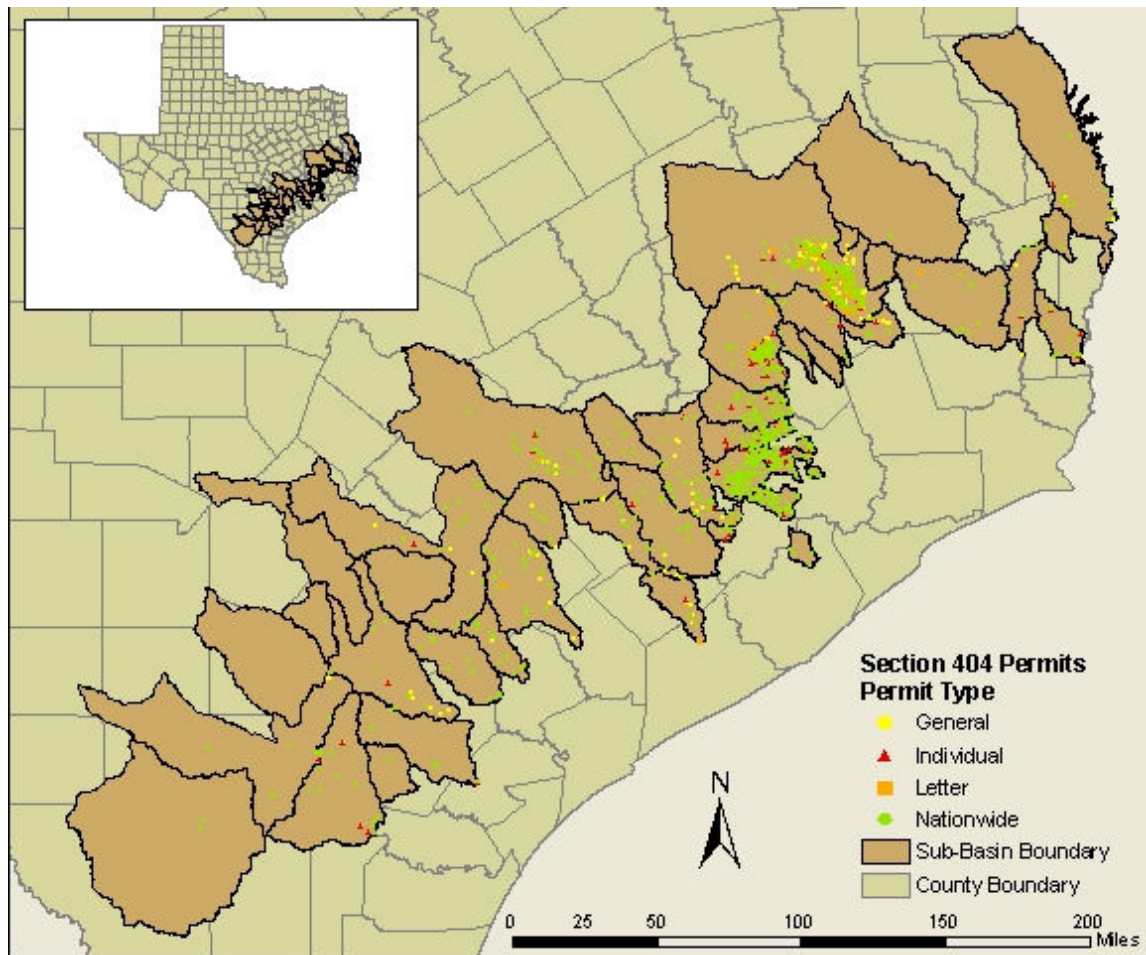 Section 404 Permits
Permit Type
General
Individual
Letter
Nationwide
Sub-Basin Boundary
County Boundary
N
0 25 50 100 150 200
Miles